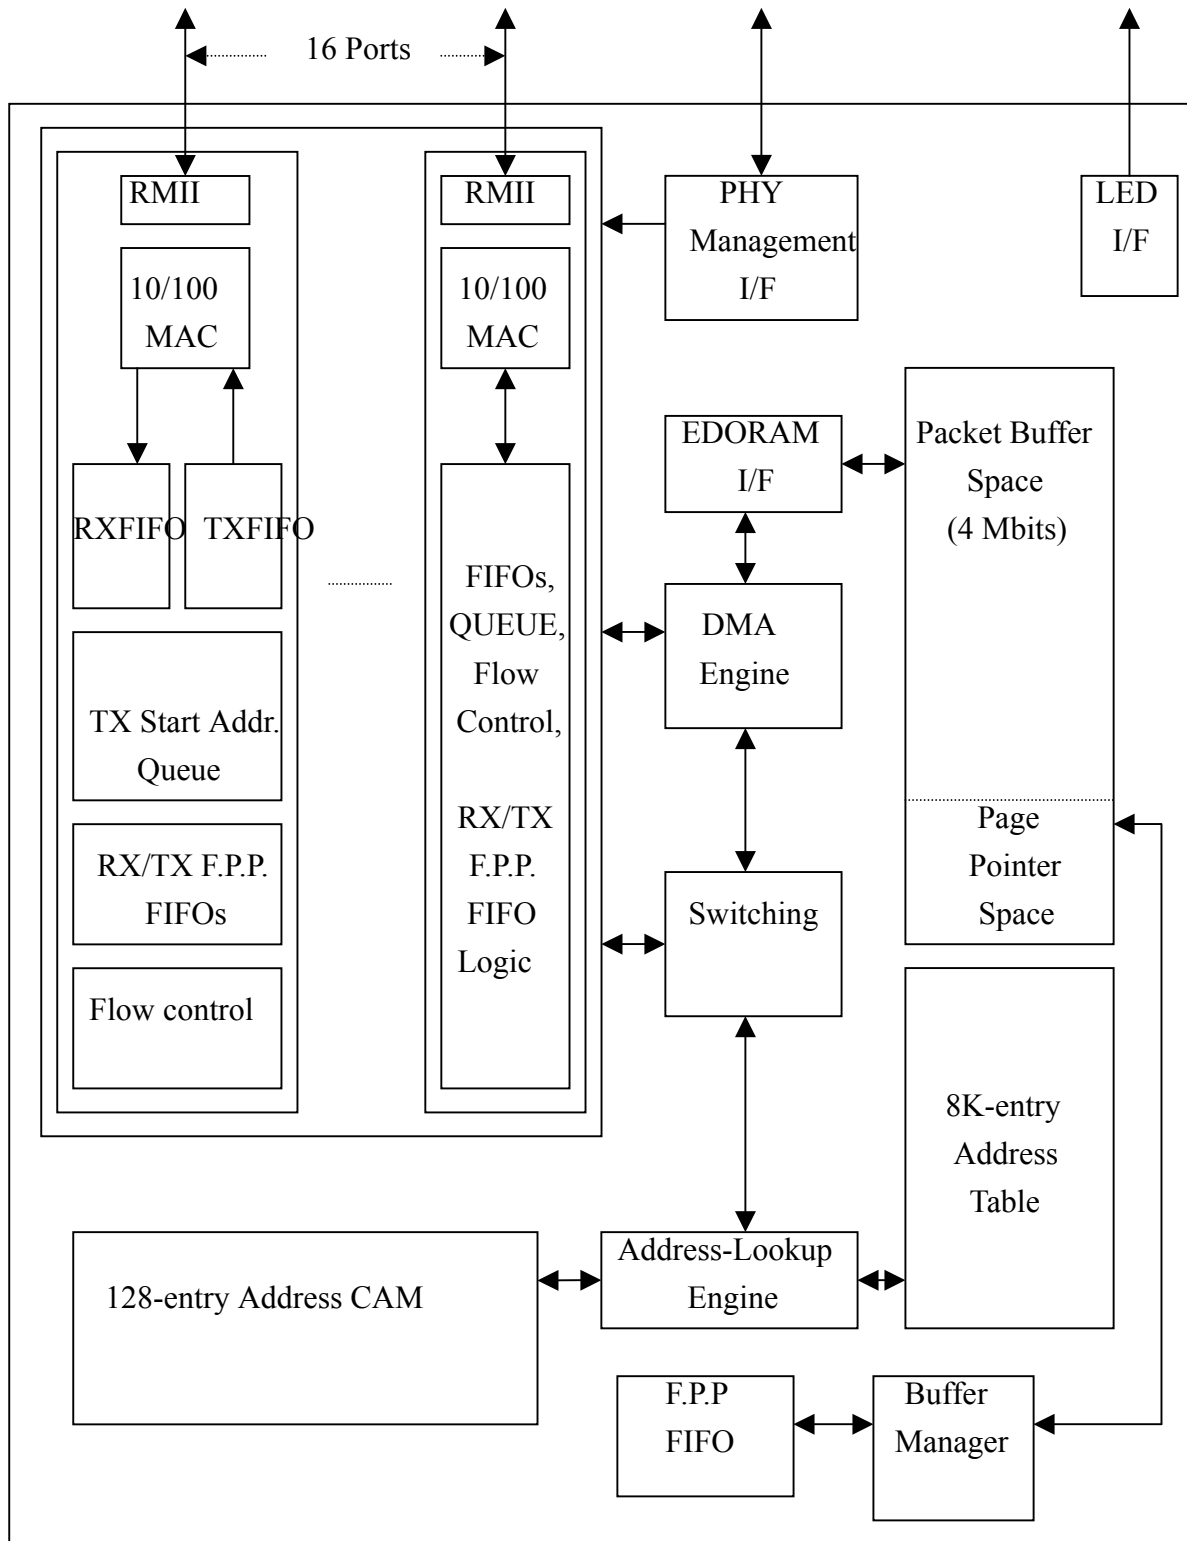 16 Ports
RMII
10/100
MAC
RXFIFO
TXFIFO
TX Start Addr.
Queue
RX/TX F.P.P.
FIFOs
Flow control
RMII
10/100
MAC
FIFOs,
QUEUE,
Flow
Control,
RX/TX
F.P.P.
FIFO
Logic
PHY
Management
I/F
LED
I/F
EDORAM
I/F
DMA
Engine
Switching
Packet Buffer
Space
(4 Mbits)
Page
Pointer
Space
8K-entry
Address
Table
128-entry Address CAM
Address-Lookup
Engine
F.P.P
FIFO
Buffer
Manager